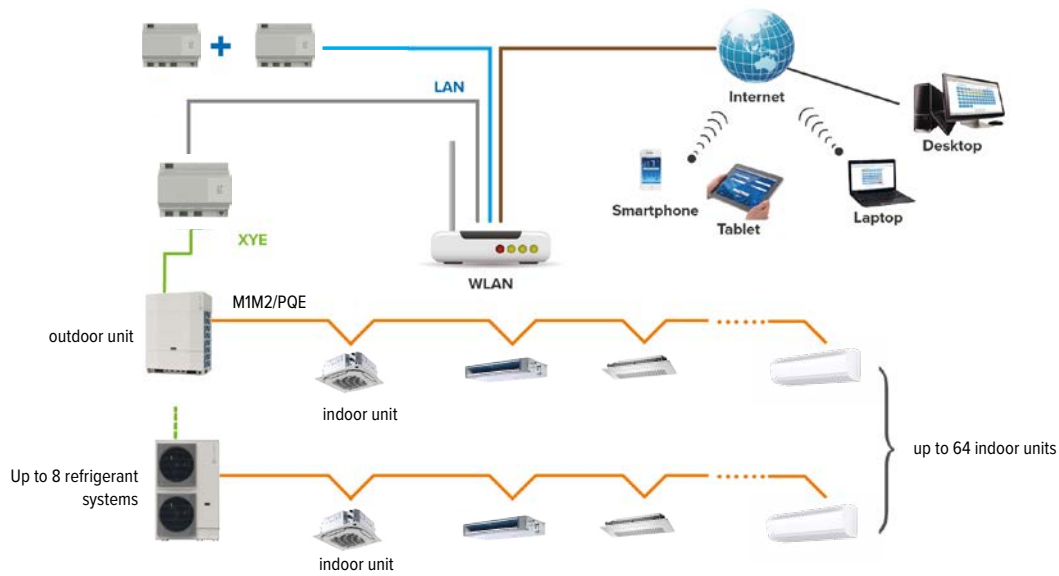 LAN
Internet
Desktop
Smartphone
Tablet
Laptop
XYE
WLAN
M1M2/PQE
outdoor unit
indoor unit
up to 64 indoor units
Up to 8 refrigerant
systems
indoor unit